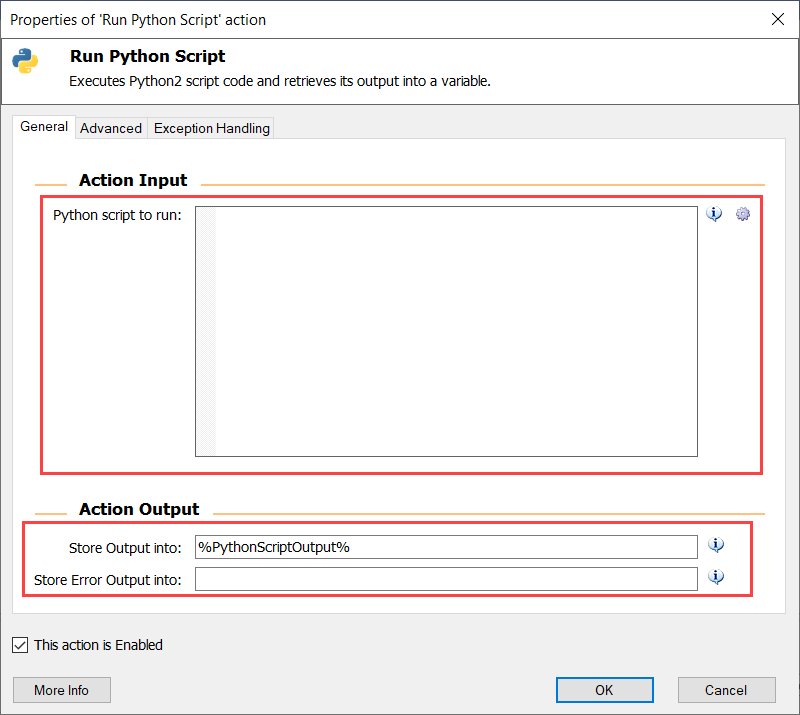 Properties of 'Run Python Script' action
Run Python Script
Executes Python2 script code and retrieves its output into a variable.
General Advanced Exception Handling
Action Input
Python script to run:
Action Output
Store Output into: %PythonScriptOutput%
Store Error Output into:
This action is Enabled
More Info OK Cancel